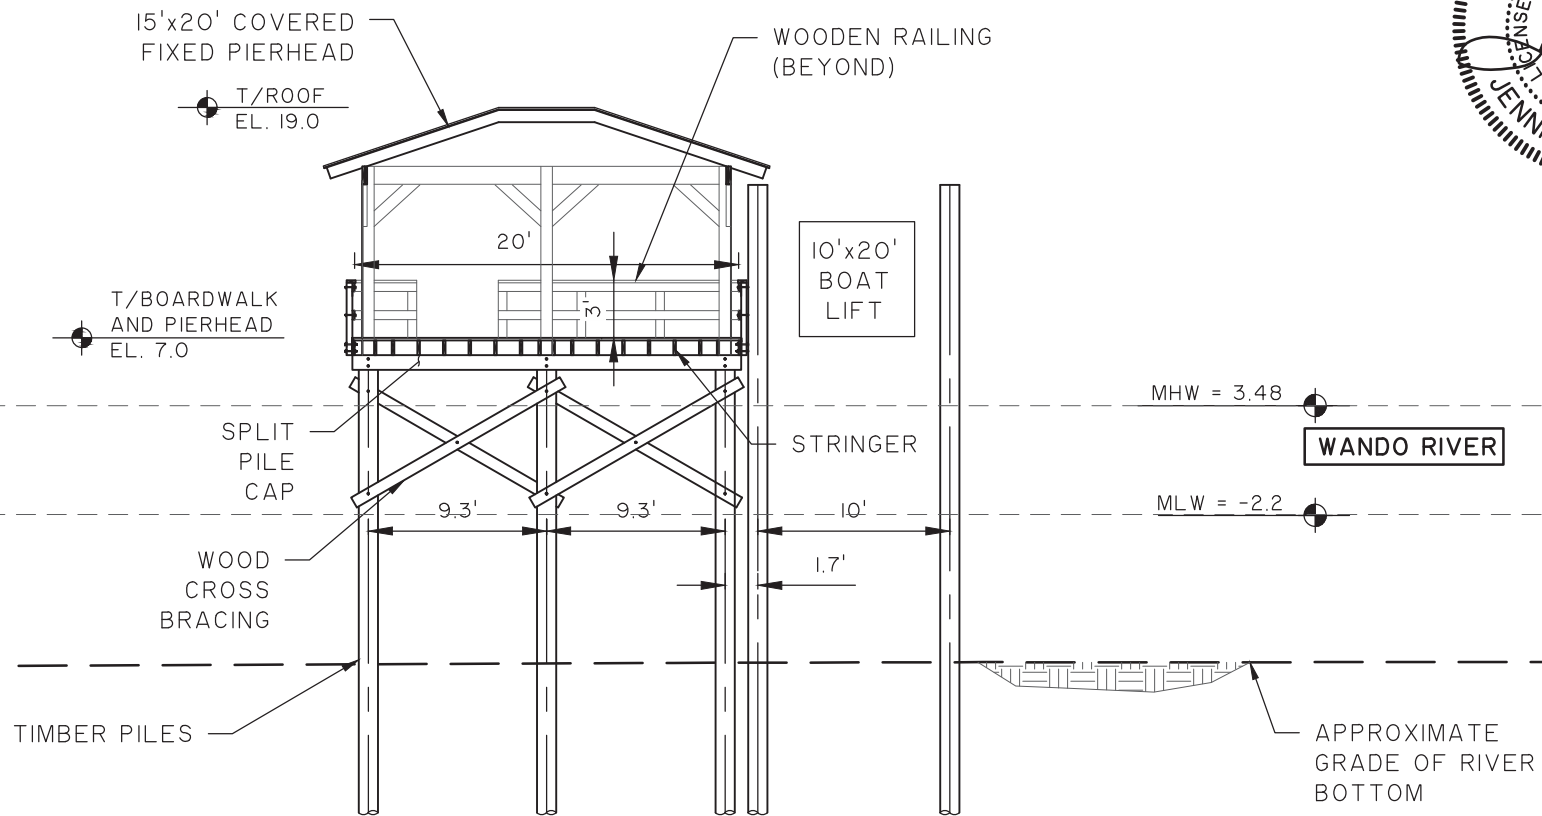 15'x20' COVERED
FIXED PIERHEAD
T/ROOF
EL. 19.0
WOODEN RAILING
(BEYOND)
20'
3'
10'x20'
BOAT
LIFT
T/BOARDWALK
AND PIERHEAD
EL. 7.0
MHW = 3.48
WANDO RIVER
MLW = -2.2
SPLIT
PILE
CAP
STRINGER
9.3'
9.3'
10'
1.7'
WOOD
CROSS
BRACING
TIMBER PILES
APPROXIMATE
GRADE OF RIVER
BOTTOM